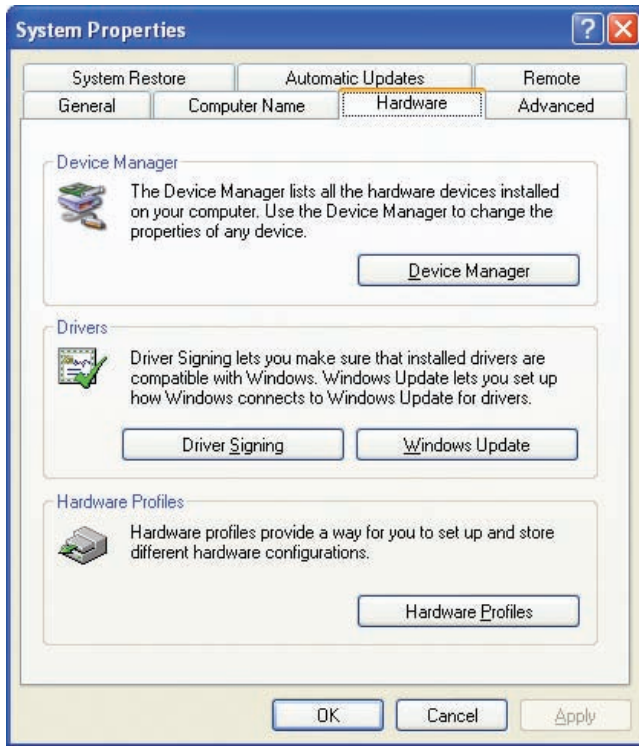 System Properties
System Restore
Automatic Updates
Remote
General
Computer Name
Hardware
Advanced
Device Manager
The Device Manager lists all the hardware devices installed
on your computer. Use the Device Manager to change the
properties of any device.
Device Manager
Drivers
Driver Signing lets you make sure that installed drivers are
compatible with Windows. Windows Update lets you set up
how Windows connects to Windows Update for drivers.
Driver Signing
Windows Update
Hardware Profiles
Hardware profiles provide a way for you to set up and store
different hardware configurations.
Hardware Profiles
OK
Cancel
Apply